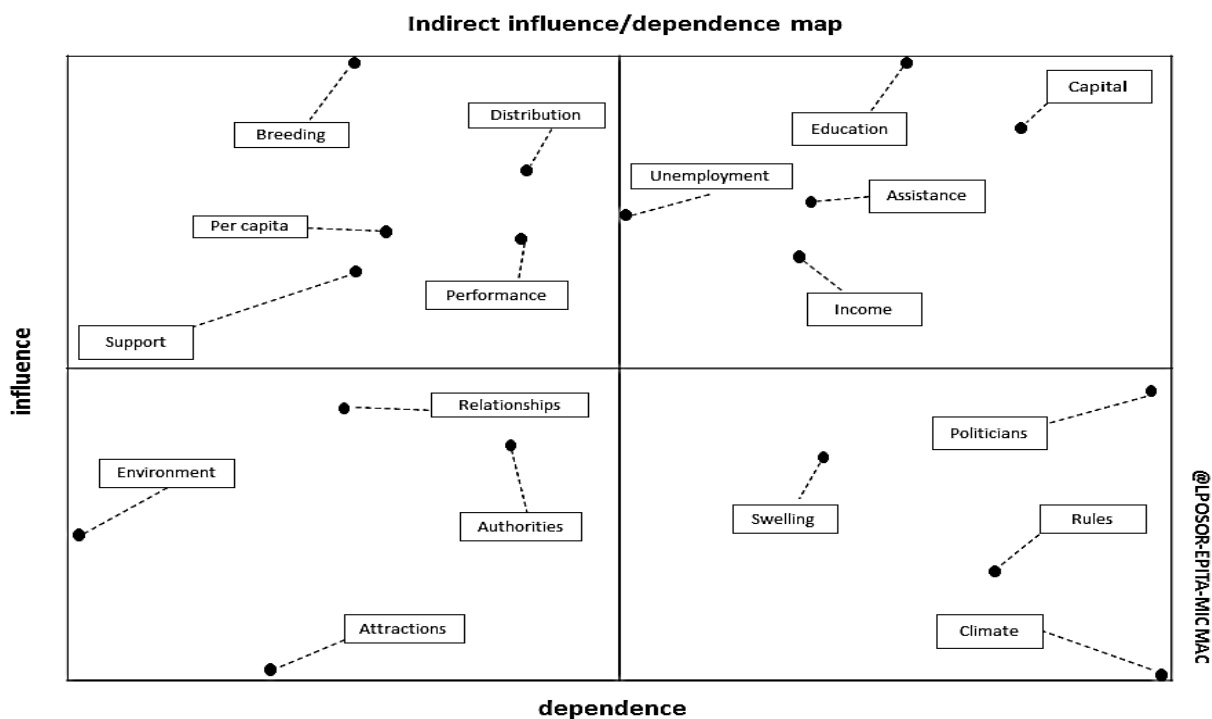 Indirect influence/dependence map
Capital
Distribution
Education
Breeding
Unemployment
Assistance
Per capita
Performance
Income
Support
influence
Relationships
Politicians
Environment
Authorities
Swelling
Rules
Attractions
Climate
@LPOSOR-EPITA-MICMAC
dependence